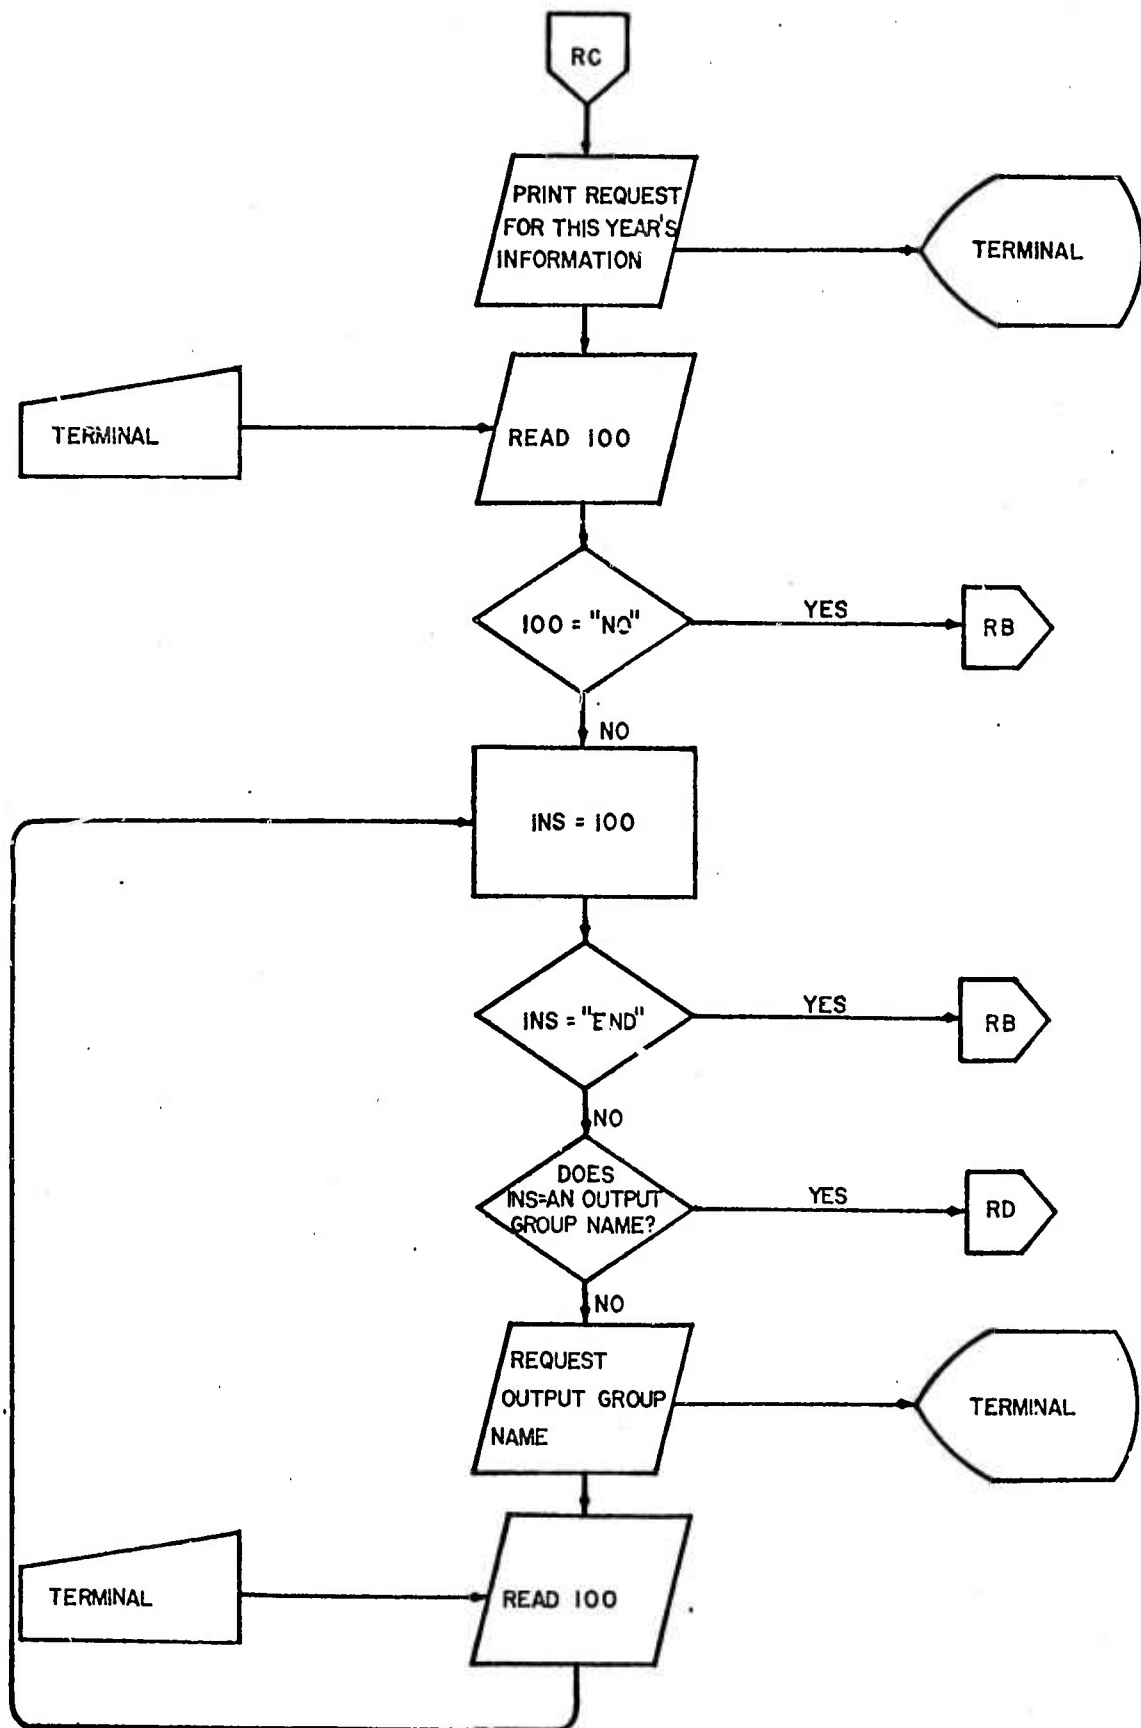 RC
PRINT REQUEST
FOR THIS YEAR'S
INFORMATION
TERMINAL
TERMINAL
READ 100
100 = "NO"
YES
RB
NO
INS = 100
INS = "END"
YES
RB
NO
DOES
INS=AN OUTPUT
GROUP NAME?
YES
RD
NO
REQUEST
OUTPUT GROUP
NAME
TERMINAL
TERMINAL
READ 100